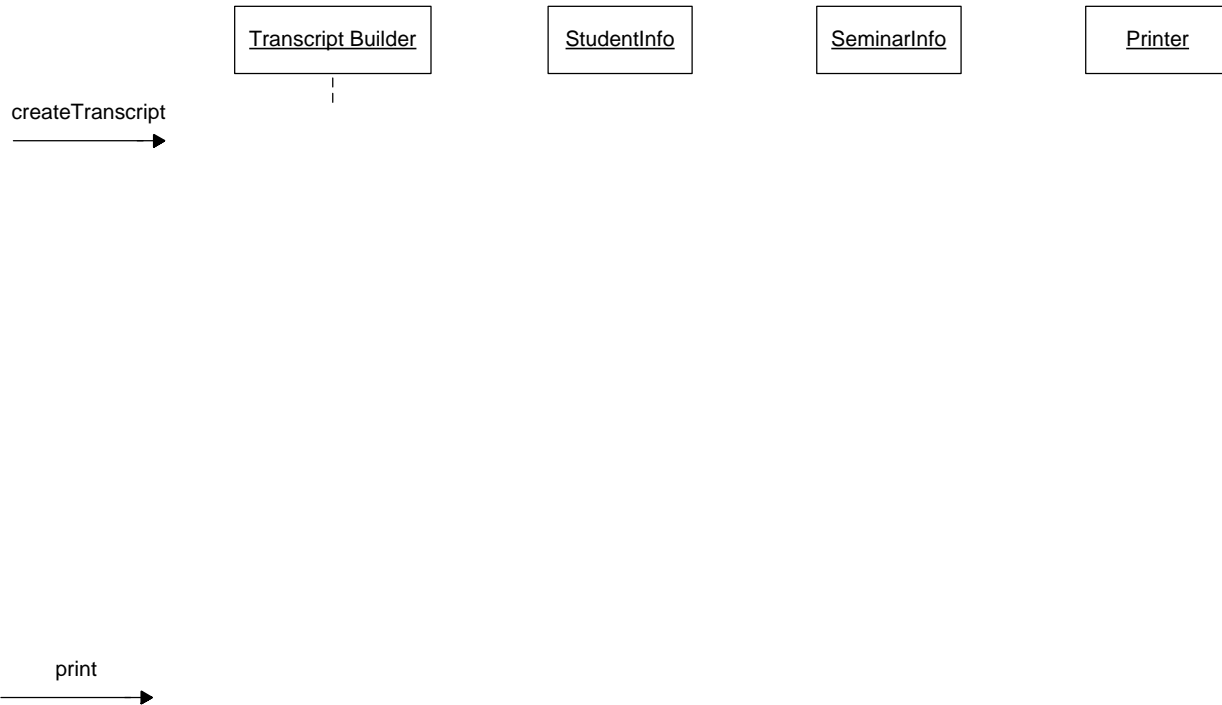 Transcript Builder
StudentInfo
SeminarInfo
Printer
createTranscript
print